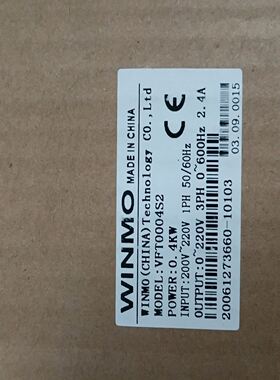 WINMO MADE IN CHINA
WINMO(CHINA)Technology CO.,Ltd
MODEL:VFT0004S2
POWER:0.4KW
INPUT:200V~220V 1PH 50/60Hz
OUTPUT:0~220V 3PH 0~600Hz 2.4A
20061273660-10103
CE
03.09.0015